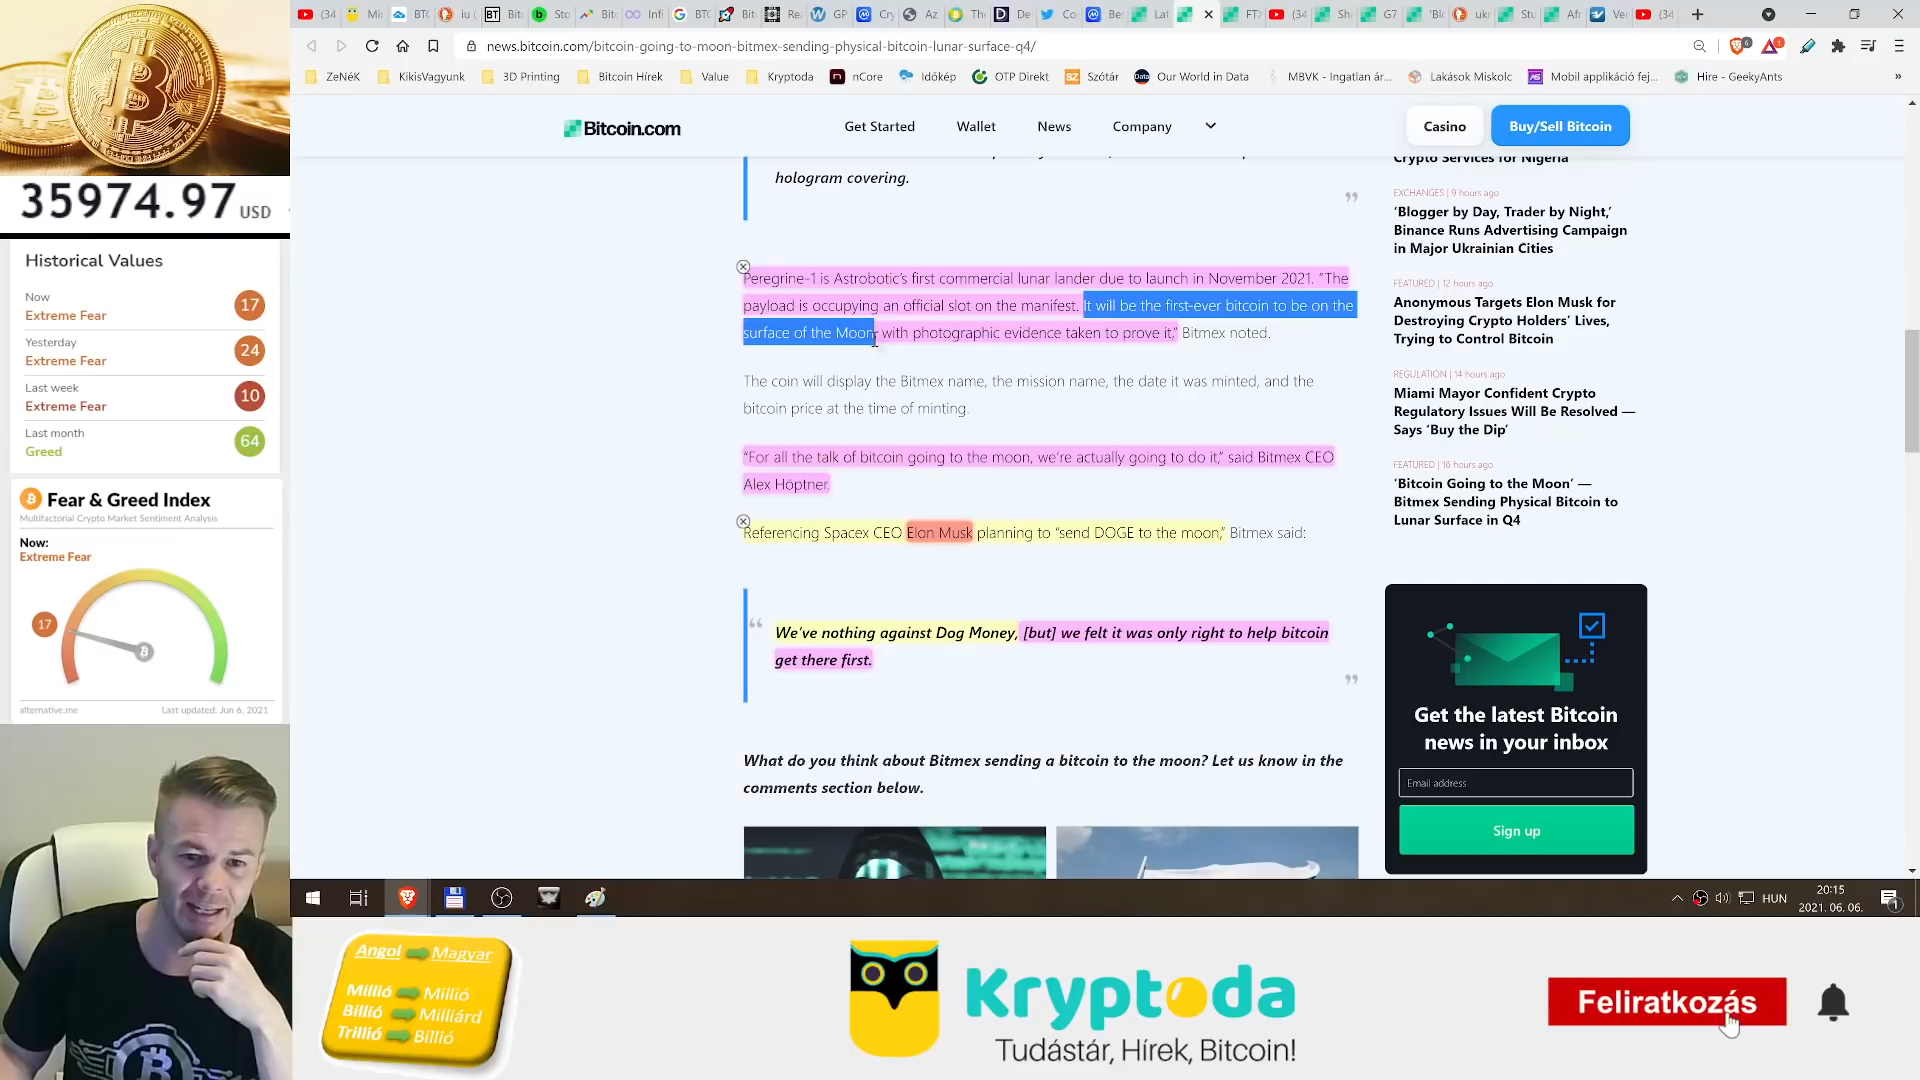 35974.97 USD
Historical Values
Now
Extreme Fear
17
Yesterday
Extreme Fear
24
Last week
Extreme Fear
10
Last month
Greed
64
Fear & Greed Index
Multifactorial Crypto Market Sentiment Analysis
Now:
Extreme Fear
17
alternative.me
Last updated: Jun 6, 2021
news.bitcoin.com/bitcoin-going-to-moon-bitmex-sending-physical-bitcoin-lunar-surface-q4/
ZeNéK
KikisVagyunk
3D Printing
Bitcoin Hírek
Value
Kryptoda
nCore
Időkép
OTP Direkt
Szótár
Our World in Data
MBVK - Ingatlan ár...
Lakások Miskolc
Mobil applikáció fej...
Hire - GeekyAnts
Bitcoin.com
Get Started
Wallet
News
Company
Casino
Buy/Sell Bitcoin
hologram covering.
Peregrine-1 is Astrobotic’s first commercial lunar lander due to launch in November 2021. “The
payload is occupying an official slot on the manifest. It will be the first-ever bitcoin to be on the
surface of the Moon, with photographic evidence taken to prove it,” Bitmex noted.
The coin will display the Bitmex name, the mission name, the date it was minted, and the
bitcoin price at the time of minting.
“For all the talk of bitcoin going to the moon, we’re actually going to do it,” said Bitmex CEO
Alex Höptner.
Referencing Spacex CEO Elon Musk planning to “send DOGE to the moon,” Bitmex said:
We’ve nothing against Dog Money, [but] we felt it was only right to help bitcoin
get there first.
What do you think about Bitmex sending a bitcoin to the moon? Let us know in the
comments section below.
Crypto Services for Nigeria
EXCHANGES | 9 hours ago
‘Blogger by Day, Trader by Night,’
Binance Runs Advertising Campaign
in Major Ukrainian Cities
FEATURED | 12 hours ago
Anonymous Targets Elon Musk for
Destroying Crypto Holders’ Lives,
Trying to Control Bitcoin
REGULATION | 14 hours ago
Miami Mayor Confident Crypto
Regulatory Issues Will Be Resolved —
Says ‘Buy the Dip’
FEATURED | 16 hours ago
‘Bitcoin Going to the Moon’ —
Bitmex Sending Physical Bitcoin to
Lunar Surface in Q4
Get the latest Bitcoin
news in your inbox
Email address
Sign up
HUN
20:15
2021. 06. 06.
Angol Magyar
Millió Millió
Billió Milliárd
Trillió Billió
Kryptoda
Tudástár, Hírek, Bitcoin!
Feliratkozás